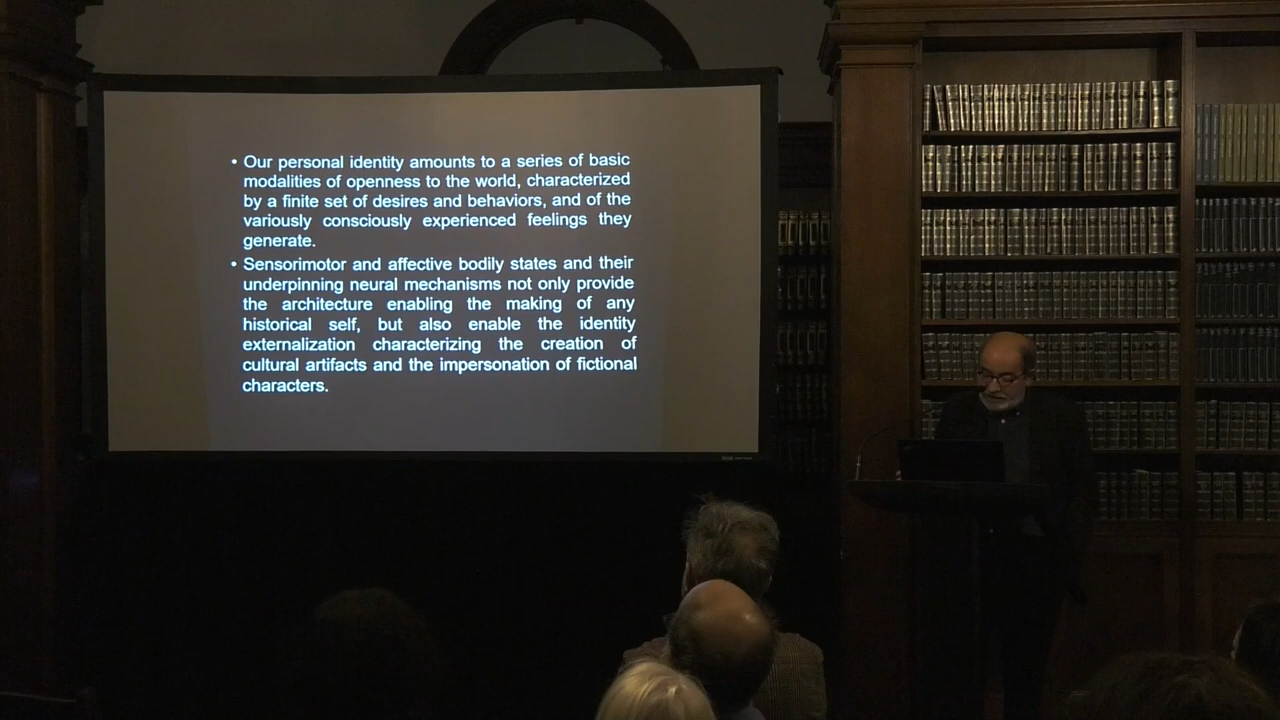 • Our personal identity amounts to a series of basic
modalities of openness to the world, characterized
by a finite set of desires and behaviors, and of the
variously consciously experienced feelings they
generate.
• Sensorimotor and affective bodily states and their
underpinning neural mechanisms not only provide
the architecture enabling the making of any
historical self, but also enable the identity
externalization characterizing the creation of
cultural artifacts and the impersonation of fictional
characters.